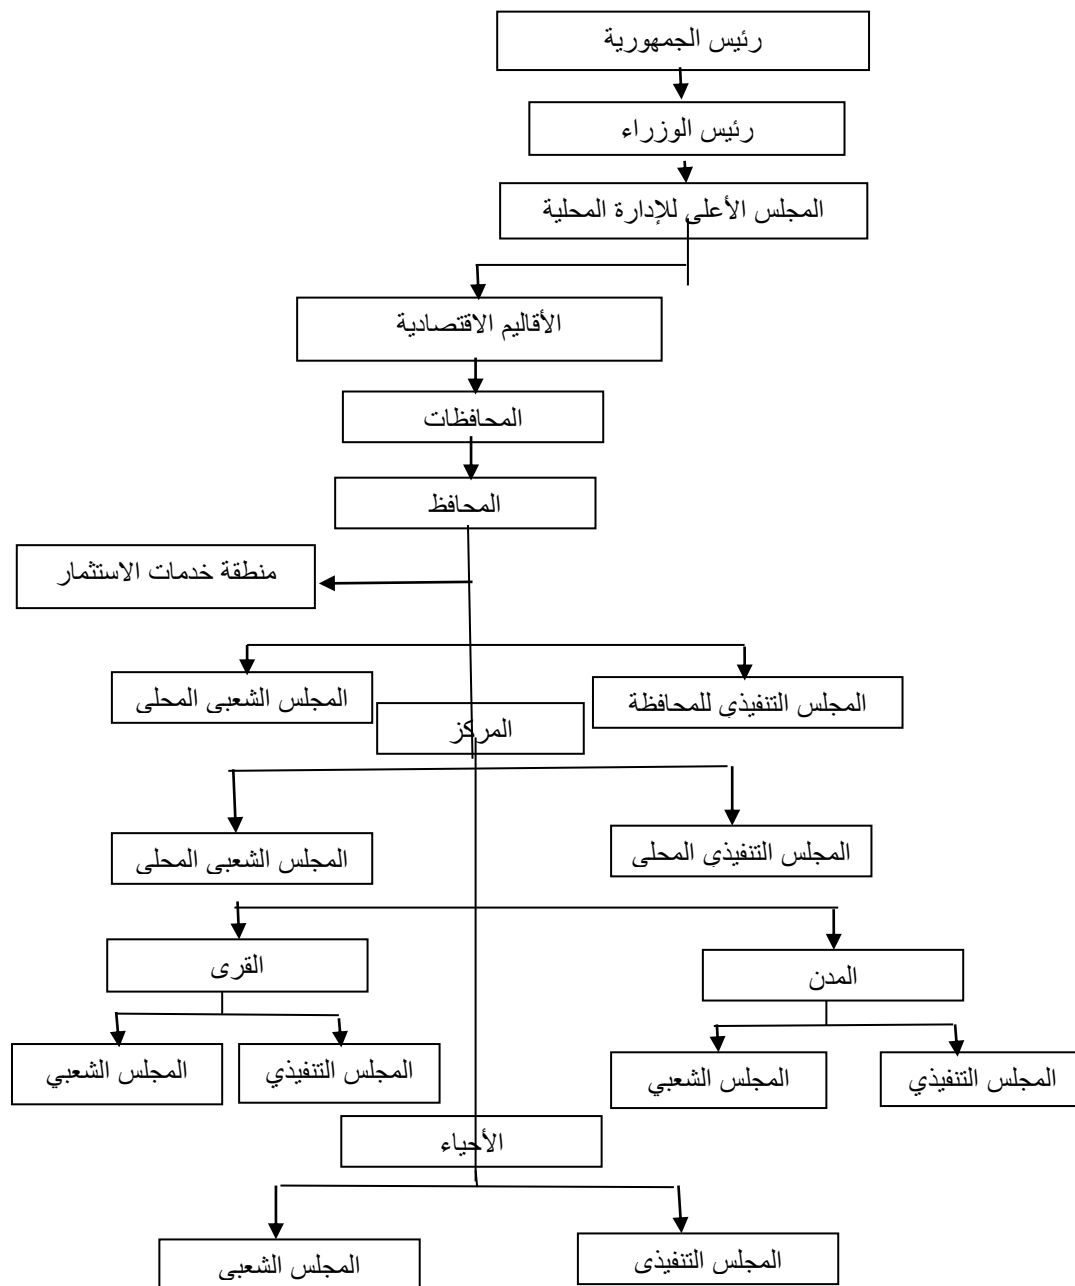 رئيس الجمهورية
رئيس الوزراء
المجلس الأعلى للإدارة المحلية
الأقاليم الاقتصادية
المحافظات
المحافظ
منطقة خدمات الاستثمار
المجلس التنفيذي للمحافظة
المجلس الشعبى المحلى
المركز
المجلس التنفيذي المحلى
المجلس الشعبى المحلى
المدن
القرى
المجلس التنفيذي
المجلس الشعبي
المجلس التنفيذي
المجلس الشعبي
الأحياء
المجلس التنفيذى
المجلس الشعبى